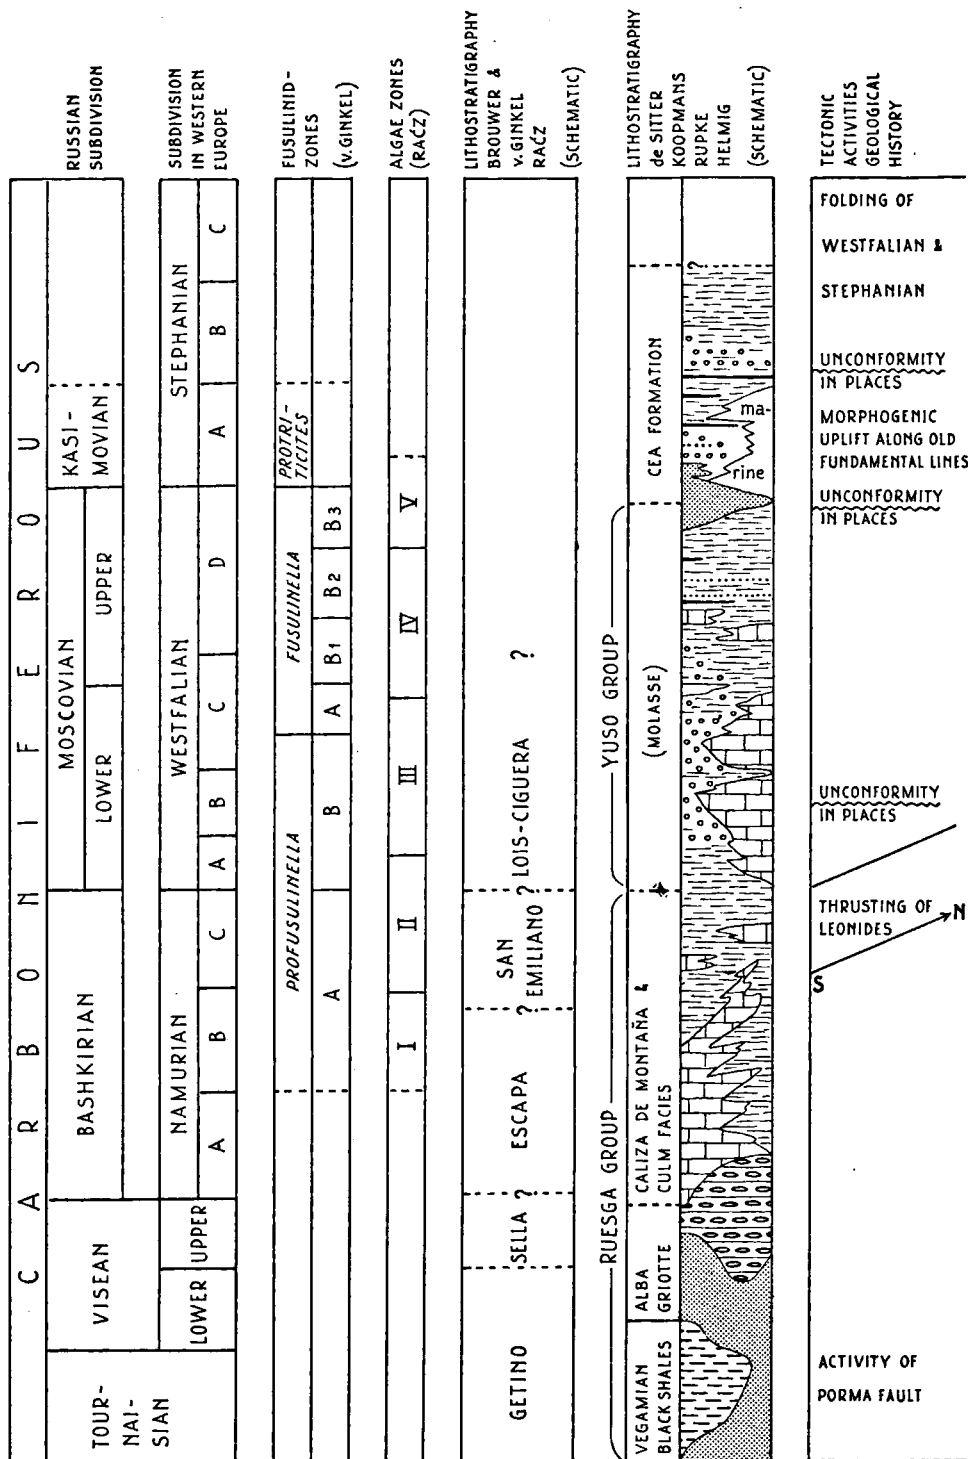 RUSSIAN
SUBDIVISION
SUBDIVISION
IN WESTERN
EUROPE
FUSULINID-
ZONES
(v. GINKEL)
ALGAE ZONES
(RAĆZ)
LITHOSTRATIGRAPHY
BROUWER &
v. GINKEL
RAĆZ
(SCHEMATIC)
LITHOSTRATIGRAPHY
de SITTER
KOOPMANS
RUPKE
HELMIG
(SCHEMATIC)
TECTONIC
ACTIVITIES
GEOLOGICAL
HISTORY
CARBONIFEROUS
KASI-
MOVIAN
MOSCOVIAN
UPPER
LOWER
BASHKIRIAN
VISEAN
TOUR-
NAI-
SIAN
STEPHANIAN
C
B
A
WESTFALIAN
D
C
B
A
NAMURIAN
C
B
A
UPPER
LOWER
PROTRI-
TICITES
FUSULINELLA
B3
B2
B1
A
PROFUSULINELLA
B
A
V
IV
III
II
I
?
LOIS-CIGUERA
?
SAN
EMILIANO
?
ESCAPA
?
SELLA
GETINO
YUSO GROUP
RUESGA GROUP
CEA FORMATION
(MOLASSE)
CALIZA DE MONTAÑA &
CULM FACIES
ALBA
GRIOTTE
VEGAMIAN
BLACK SHALES
?
ma-
rine
FOLDING OF
WESTFALIAN &
STEPHANIAN
UNCONFORMITY
IN PLACES
MORPHOGENIC
UPLIFT ALONG OLD
FUNDAMENTAL LINES
UNCONFORMITY
IN PLACES
UNCONFORMITY
IN PLACES
THRUSTING OF
LEONIDES
N
S
ACTIVITY OF
PORMA FAULT